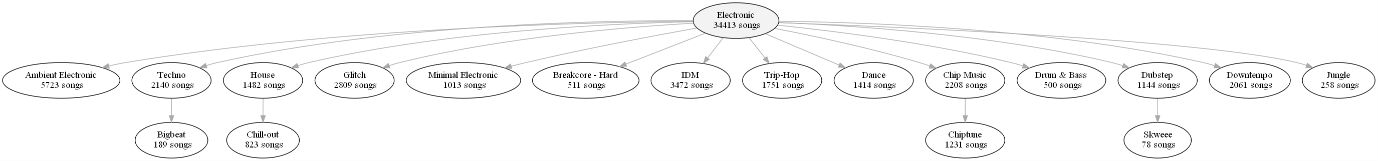 Electronic
34413 songs
Ambient Electronic
5723 songs
Techno
2140 songs
House
1482 songs
Glitch
2809 songs
Minimal Electronic
1013 songs
Breakcore - Hard
511 songs
IDM
3472 songs
Trip-Hop
1751 songs
Dance
1414 songs
Chip Music
2208 songs
Drum & Bass
500 songs
Dubstep
1144 songs
Downtempo
2061 songs
Jungle
258 songs
Bigbeat
189 songs
Chill-out
823 songs
Chiptune
1231 songs
Skweee
78 songs